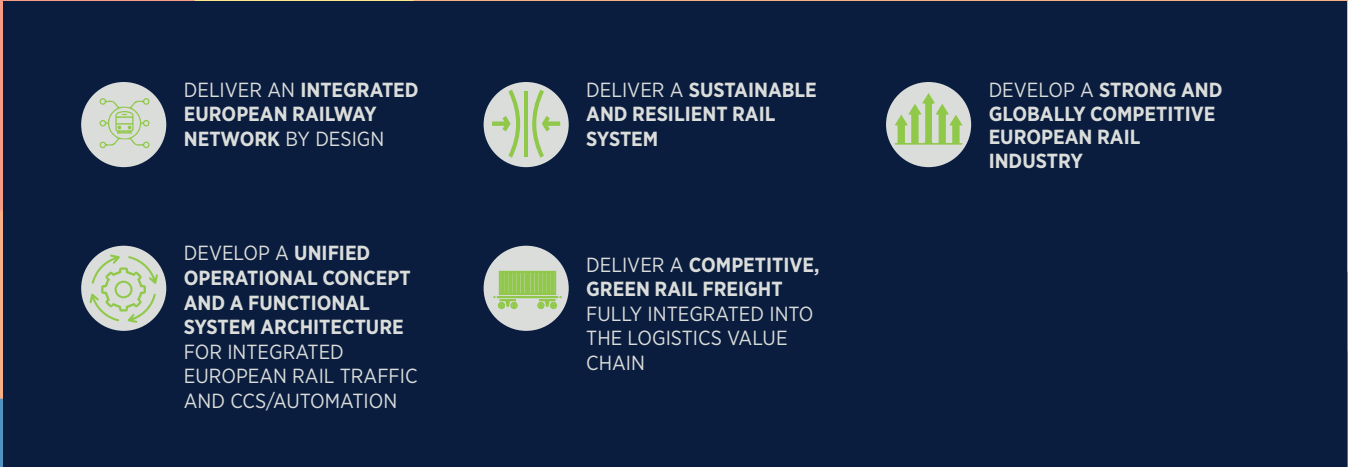 DELIVER AN INTEGRATED
EUROPEAN RAILWAY
NETWORK BY DESIGN
DELIVER A SUSTAINABLE
AND RESILIENT RAIL
SYSTEM
DEVELOP A STRONG AND
GLOBALLY COMPETITIVE
EUROPEAN RAIL
INDUSTRY
DEVELOP A UNIFIED
OPERATIONAL CONCEPT
AND A FUNCTIONAL
SYSTEM ARCHITECTURE
FOR INTEGRATED
EUROPEAN RAIL TRAFFIC
AND CCS/AUTOMATION
DELIVER A COMPETITIVE,
GREEN RAIL FREIGHT
FULLY INTEGRATED INTO
THE LOGISTICS VALUE
CHAIN